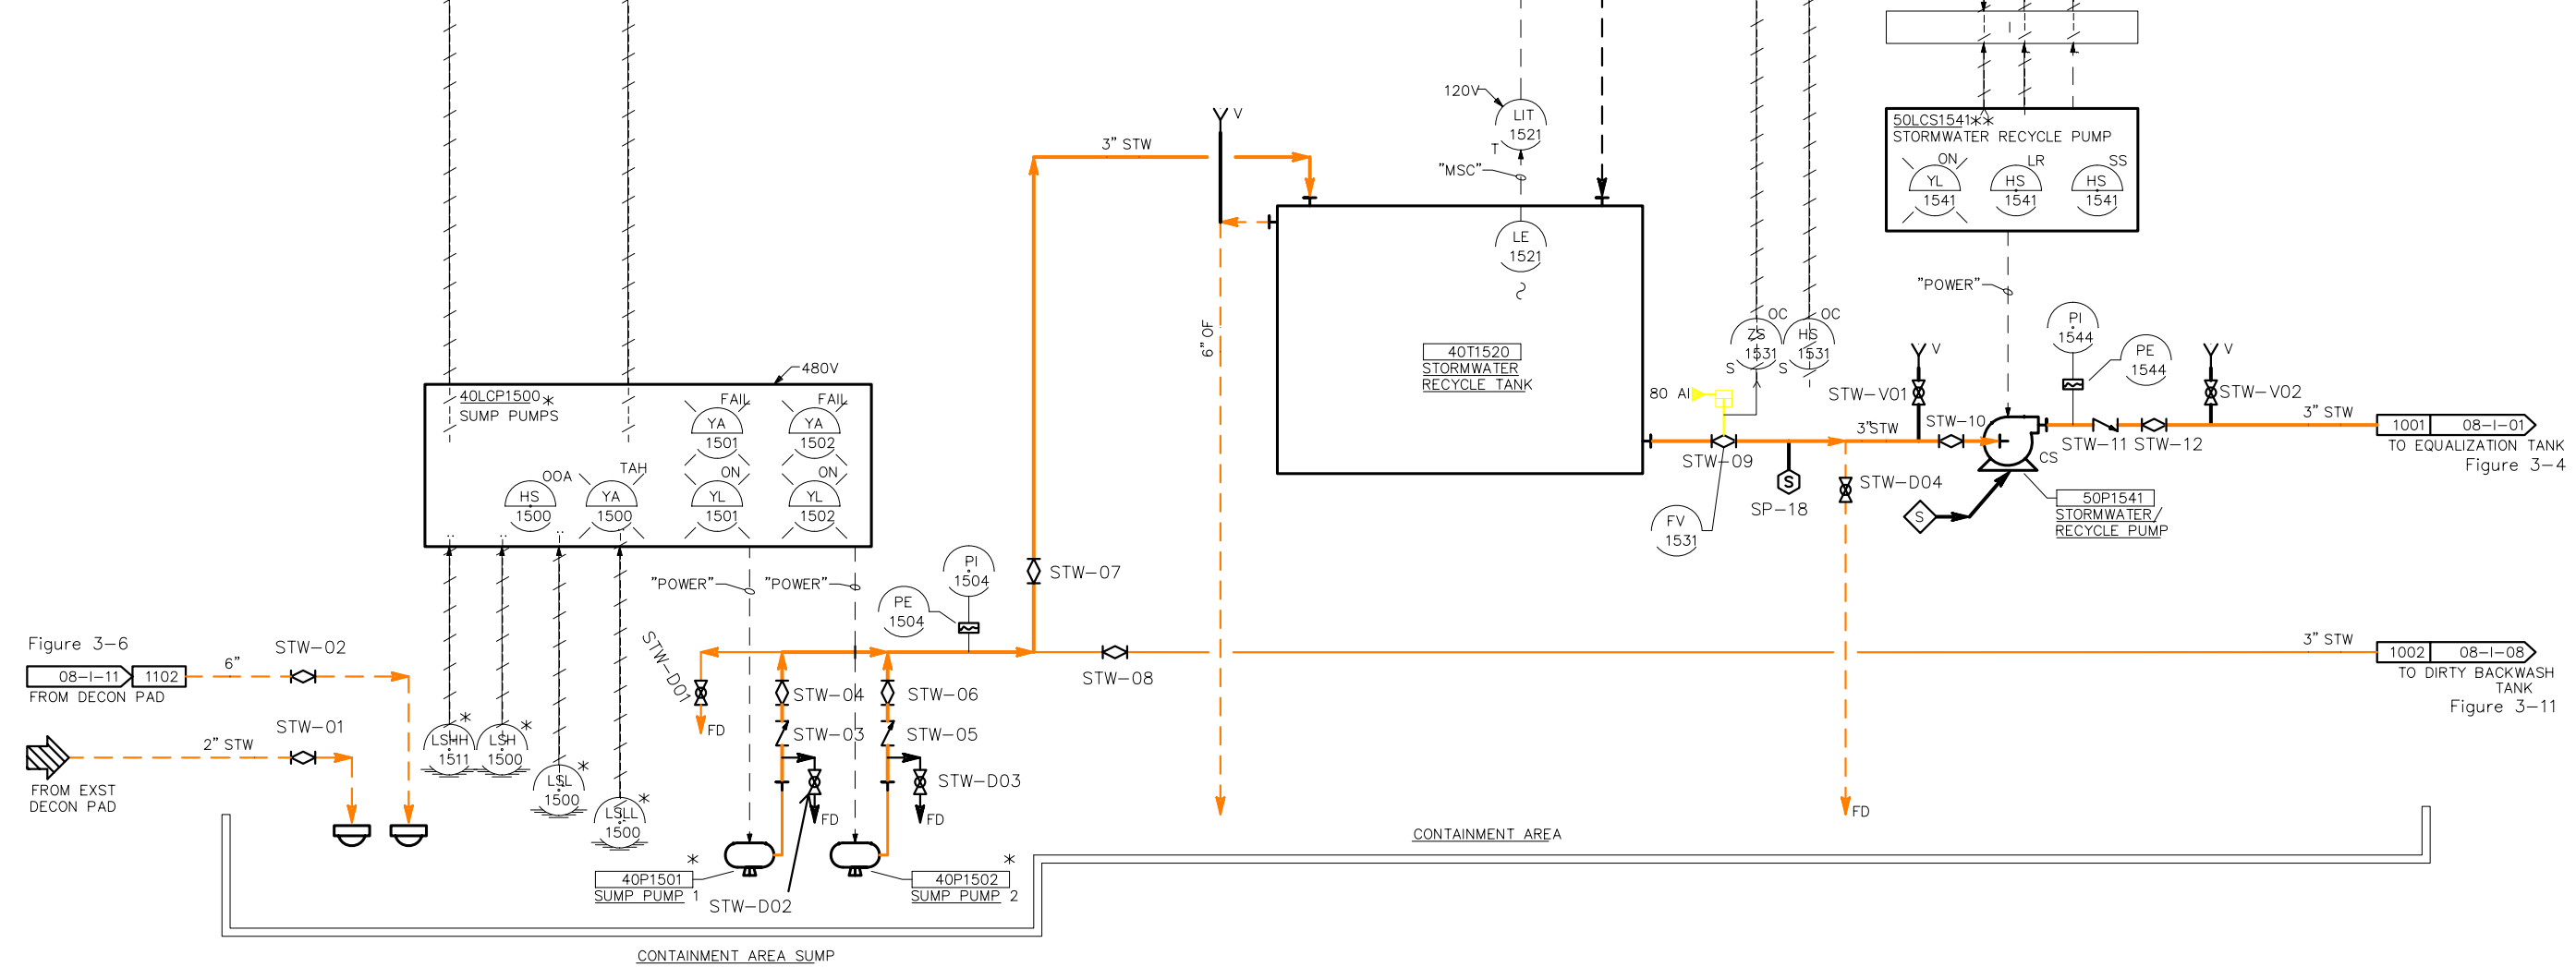 V
3" STW
120V
LIT
1521
T
"MSC"
LE
1521
6" OF
40T1520
STORMWATER
RECYCLE TANK
50LCS1541**
STORMWATER RECYCLE PUMP
ON
YL
1541
LR
HS
1541
SS
HS
1541
"POWER"
OC
ZS
1531
S
OC
HS
1531
S
80 AI
STW-09
FV
1531
SP-18
3"STW
STW-V01
V
STW-10
STW-D04
FD
S
CS
50P1541
STORMWATER/
RECYCLE PUMP
PI
1544
PE
1544
STW-11
STW-12
V
STW-V02
3" STW
1001
08-I-01
TO EQUALIZATION TANK
Figure 3-4
480V
40LCP1500*
SUMP PUMPS
FAIL
YA
1501
FAIL
YA
1502
OOA
HS
1500
TAH
YA
1500
ON
YL
1501
ON
YL
1502
"POWER"
"POWER"
PI
1504
PE
1504
STW-07
STW-08
3" STW
1002
08-I-08
TO DIRTY BACKWASH
TANK
Figure 3-11
Figure 3-6
08-I-11
1102
FROM DECON PAD
6"
STW-02
STW-01
2" STW
FROM EXST
DECON PAD
*
LSHH
1511
*
LSH
1500
*
LSL
1500
*
LSLL
1500
STW-D01
FD
STW-04
STW-06
STW-03
STW-05
STW-D03
FD
FD
*
40P1501
SUMP PUMP 1
STW-D02
*
40P1502
SUMP PUMP 2
CONTAINMENT AREA
CONTAINMENT AREA SUMP